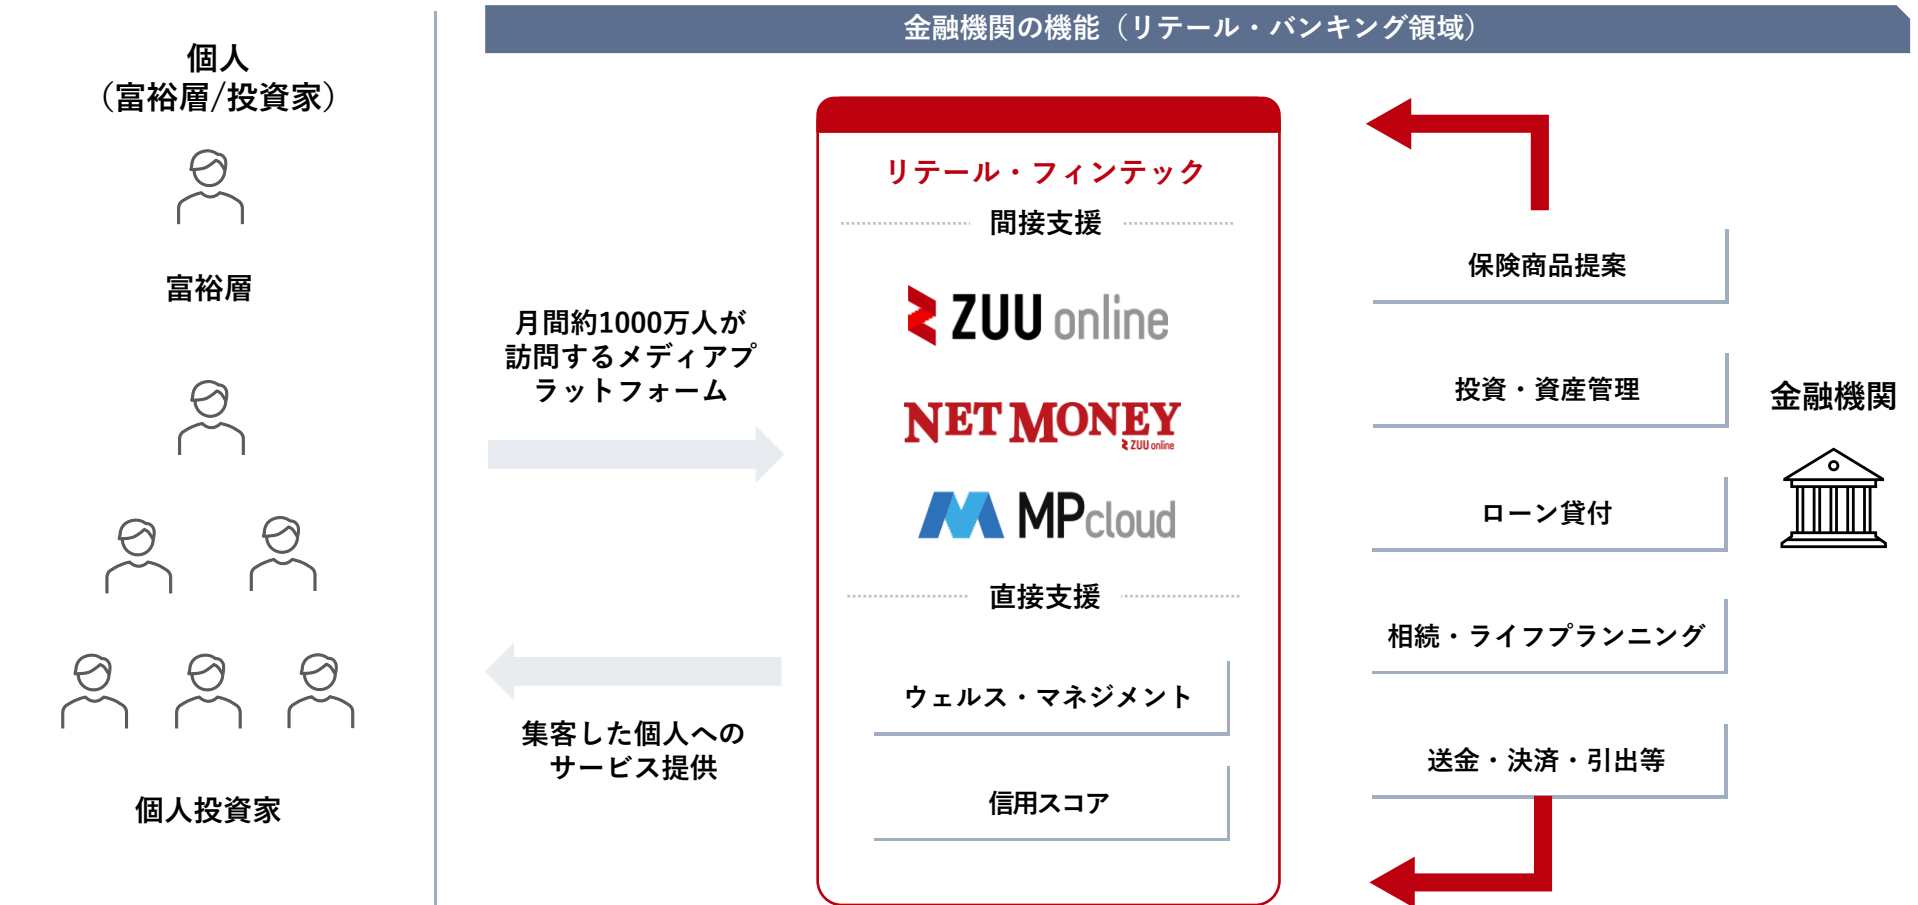 金融機関の機能（リテール・バンキング領域）
個人
（富裕層/投資家）
富裕層
個人投資家
月間約1000万人が
訪問するメディアプ
ラットフォーム
集客した個人への
サービス提供
リテール・フィンテック
間接支援
ZUU online
NET MONEY
ZUU online
MPcloud
直接支援
ウェルス・マネジメント
信用スコア
保険商品提案
投資・資産管理
ローン貸付
相続・ライフプランニング
送金・決済・引出等
金融機関